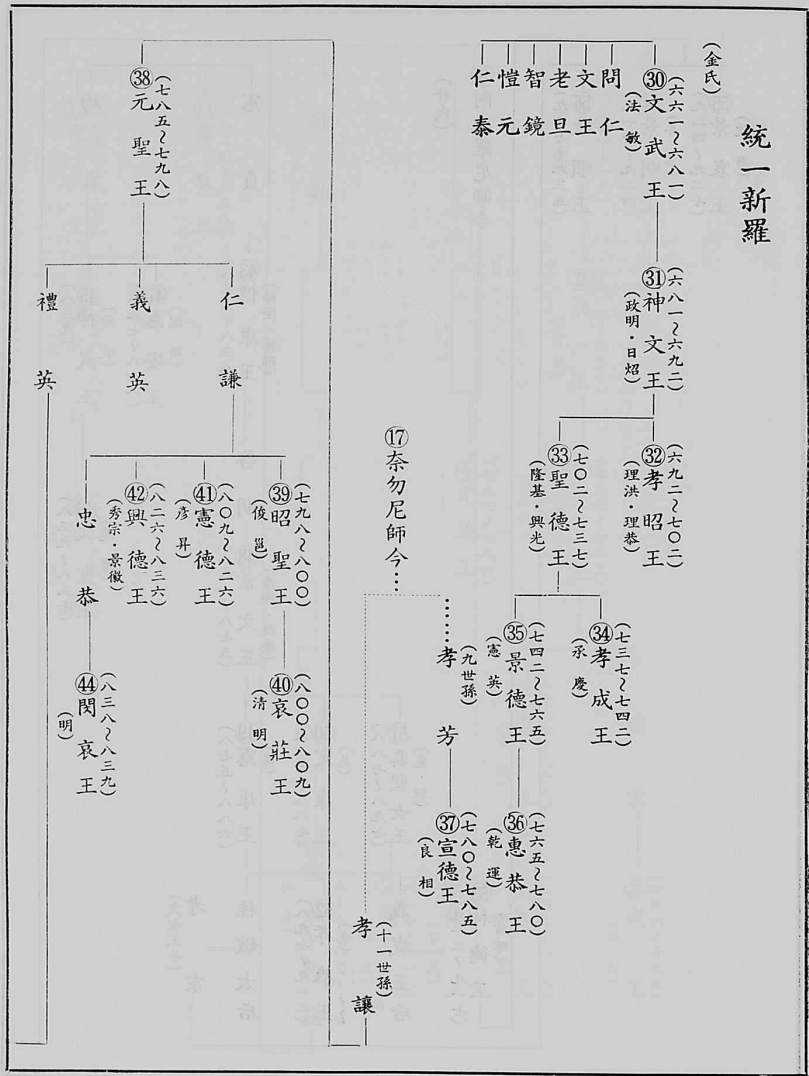 統一新羅
(金氏)
(六六一~六八一)
㉚文武王
(法敏)
問仁
文王
老旦
智鏡
愷元
仁泰
(六八一~六九二)
㉛神文王
(政明・日炤)
(六九二~七〇二)
㉜孝昭王
(理洪・理恭)
(七〇二~七三七)
㉝聖德王
(隆基・興光)
(七三七~七四二)
㉞孝成王
(承慶)
(七四二~七六五)
㉟景德王
(憲英)
(七六五~七八〇)
㊱惠恭王
(乾運)
⑰奈勿尼師今…
(九世孫)
……孝芳
(七八〇~七八五)
㊲宣德王
(良相)
(十一世孫)
孝讓
(七八五~七九八)
㊳元聖王
仁謙
義英
禮英
(七九八~八〇〇)
㊴昭聖王
(俊邕)
(八〇〇~八〇九)
㊵哀莊王
(清明)
(八〇九~八二六)
㊶憲德王
(彦昇)
(八二六~八三六)
㊷興德王
(秀宗・景徽)
忠恭
(八三八~八三九)
㊹閔哀王
(明)